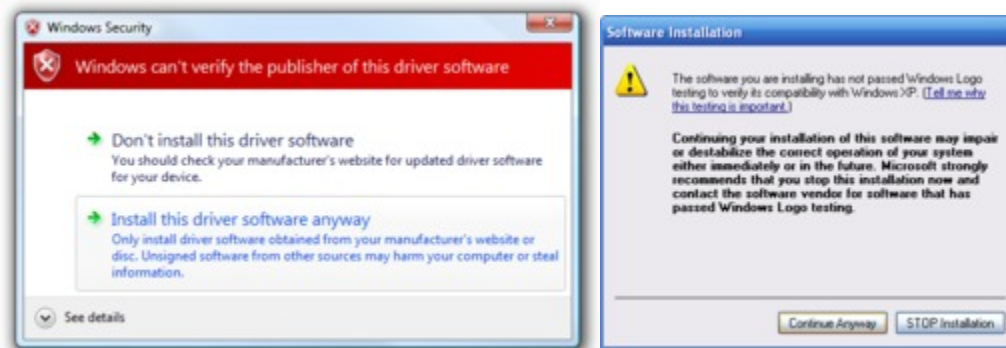 Windows Security
Windows can't verify the publisher of this driver software
Don't install this driver software
You should check your manufacturer's website for updated driver software
for your device.
Install this driver software anyway
Only install driver software obtained from your manufacturer's website or
disc. Unsigned software from other sources may harm your computer or steal
information.
See details
Software Installation
The software you are installing has not passed Windows Logo
testing to verify its compatibility with Windows XP. (Tell me why
this testing is important.)
Continuing your installation of this software may impair
or destabilize the correct operation of your system
either immediately or in the future. Microsoft strongly
recommends that you stop this installation now and
contact the software vendor for software that has
passed Windows Logo testing.
Continue Anyway
STOP Installation